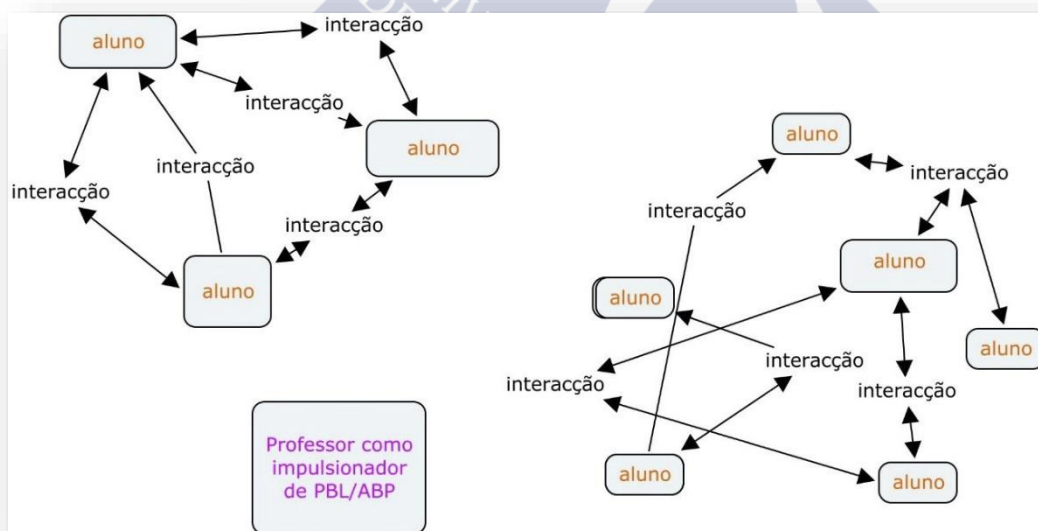 aluno
interacção
interacção
aluno
interacção
interacção
interacção
aluno
aluno
interacção
interacção
aluno
aluno
aluno
interacção
interacção
interacção
aluno
aluno
Professor como
impulsionador
de PBL/ABP